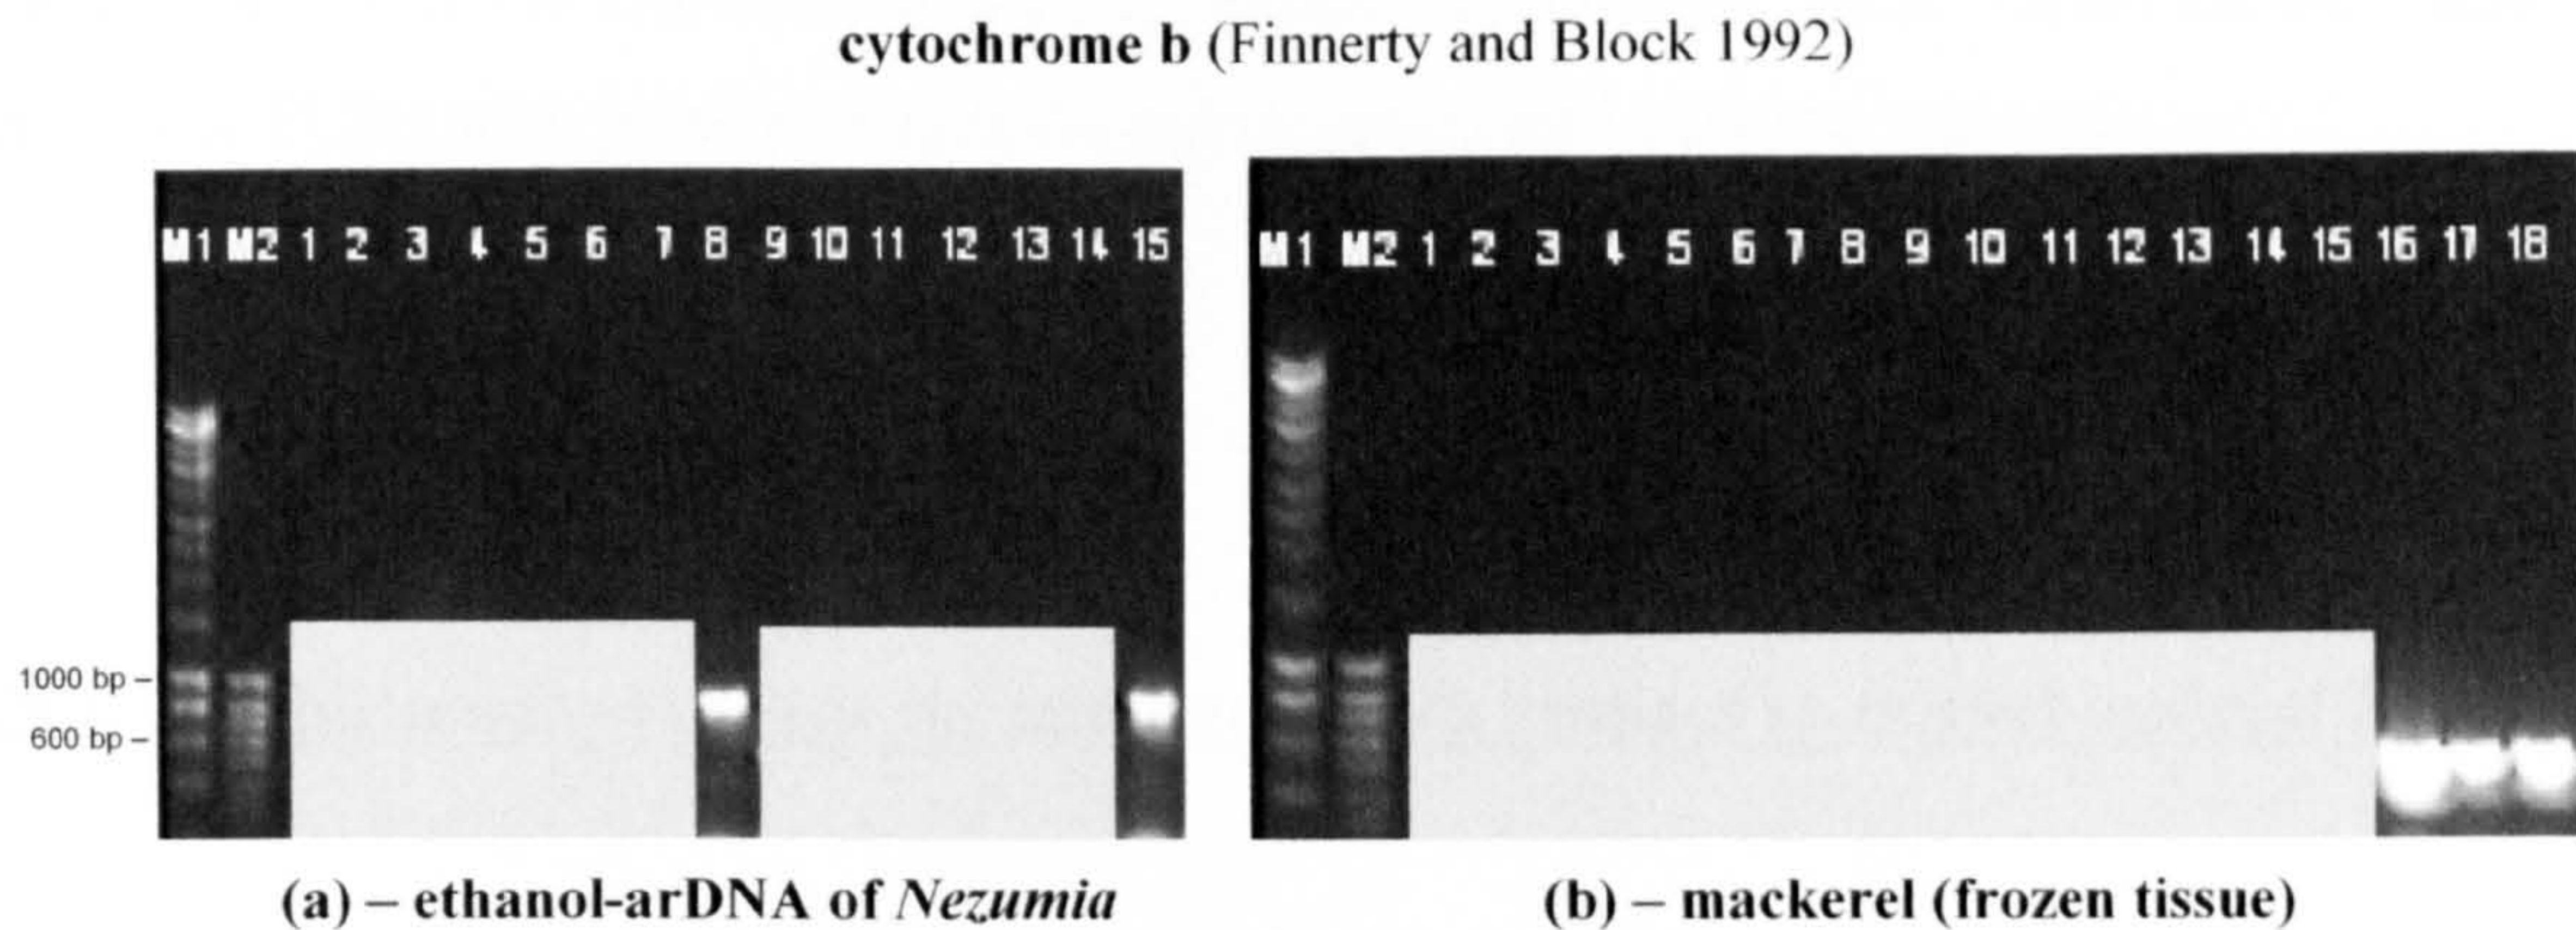 cytochrome b (Finnerty and Block 1992)
M1 M2 1 2 3 4 5 6 7 8 9 10 11 12 13 14 15
M1 M2 1 2 3 4 5 6 7 8 9 10 11 12 13 14 15 16 17 18
1000 bp –
600 bp –
(a) – ethanol-arDNA of Nezumia
(b) – mackerel (frozen tissue)